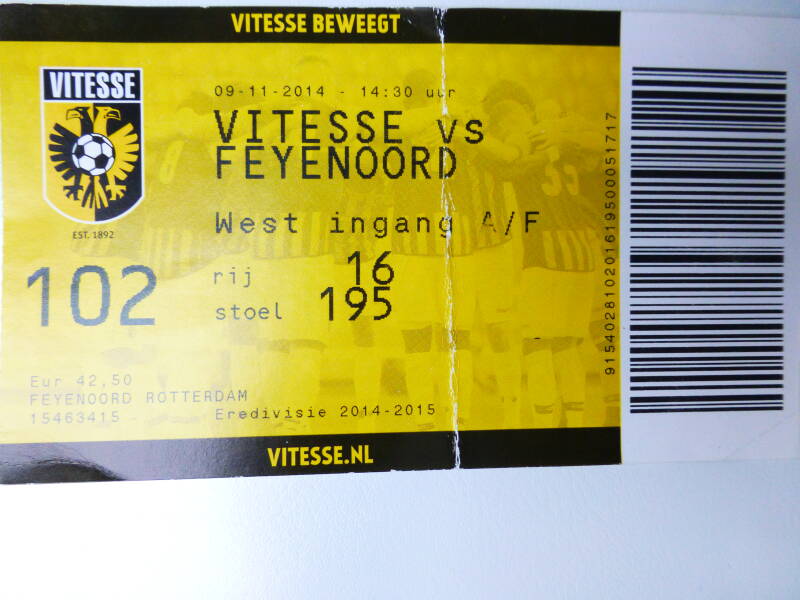 VITESSE BEWEEGT
VITESSE
EST. 1892
09-11-2014 - 14:30 uur
VITESSE vs
FEYENOORD
West ingang A/F
102
rij 16
stoel 195
Eur 42,50
FEYENOORD ROTTERDAM
15463415 - Eredivisie 2014-2015
VITESSE.NL
915402810201619500051717